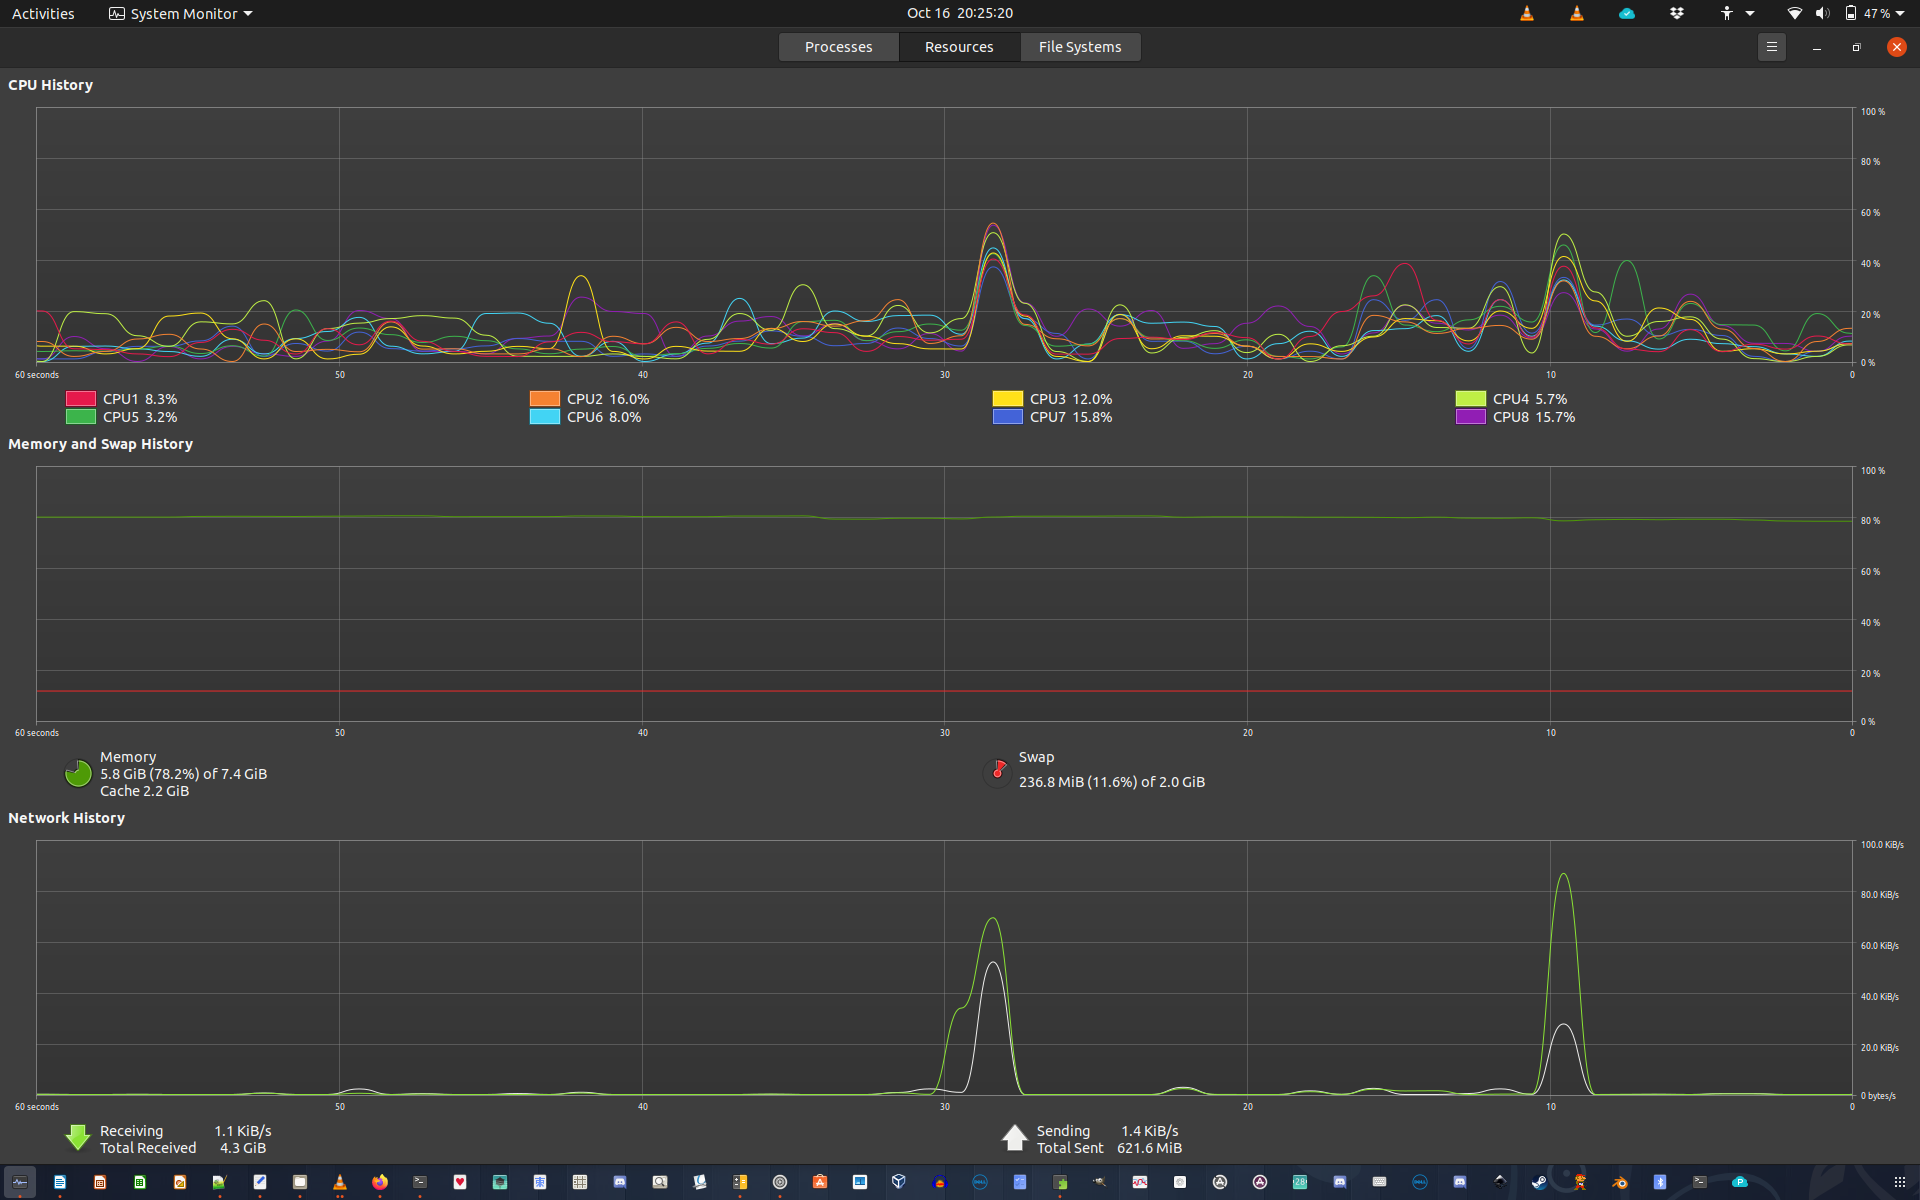 Activities System Monitor Oct 16 20:25:20 47 %
Processes Resources File Systems
CPU History
100 %
80 %
60 %
40 %
20 %
0 %
60 seconds 50 40 30 20 10 0
CPU1 8.3% CPU2 16.0% CPU3 12.0% CPU4 5.7%
CPU5 3.2% CPU6 8.0% CPU7 15.8% CPU8 15.7%
Memory and Swap History
100 %
80 %
60 %
40 %
20 %
0 %
60 seconds 50 40 30 20 10 0
Memory
5.8 GiB (78.2%) of 7.4 GiB
Cache 2.2 GiB
Swap
236.8 MiB (11.6%) of 2.0 GiB
Network History
100.0 KiB/s
80.0 KiB/s
60.0 KiB/s
40.0 KiB/s
20.0 KiB/s
0 bytes/s
60 seconds 50 40 30 20 10 0
Receiving 1.1 KiB/s
Total Received 4.3 GiB
Sending 1.4 KiB/s
Total Sent 621.6 MiB